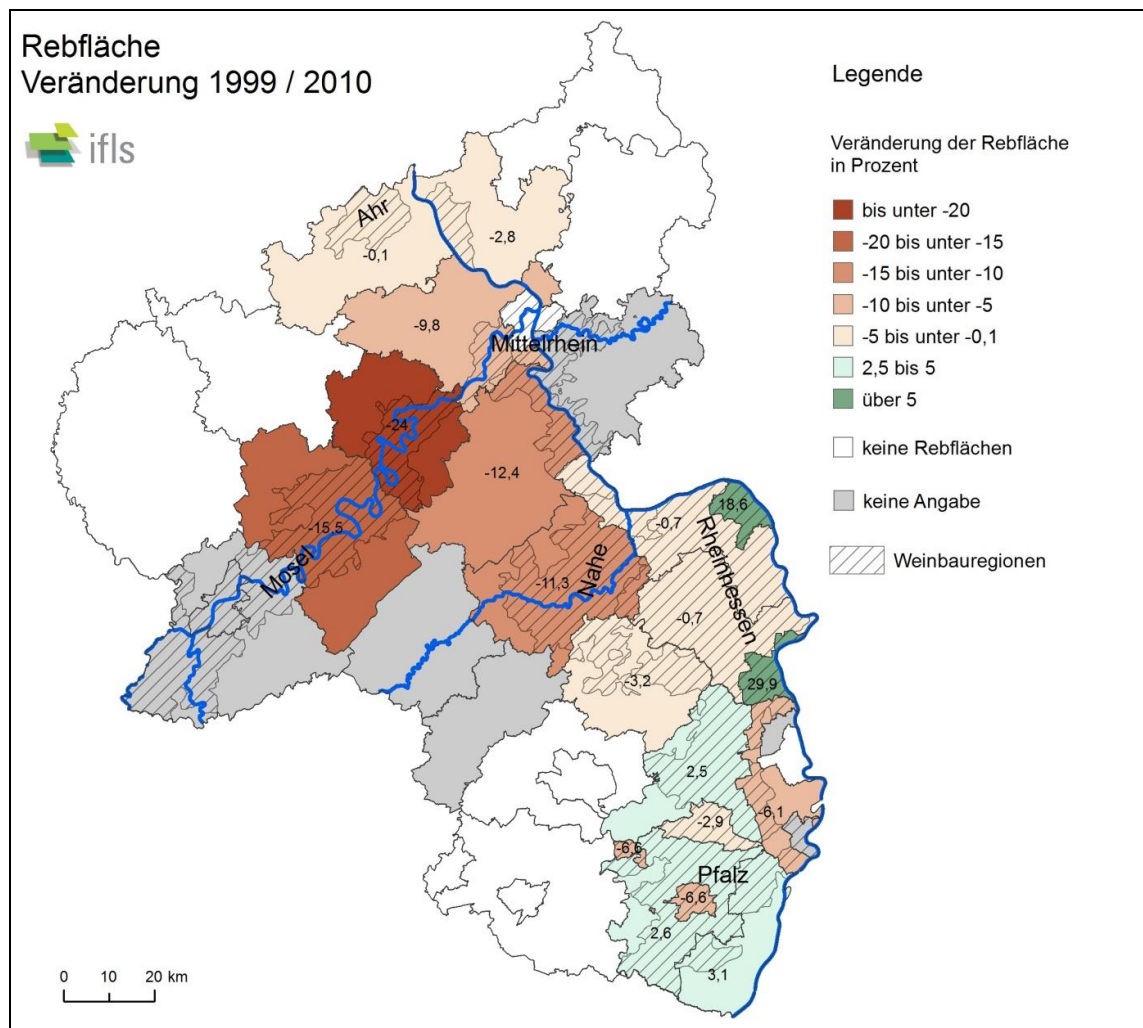 Rebfläche
Veränderung 1999 / 2010
ifls
Legende
Veränderung der Rebfläche
in Prozent
bis unter -20
-20 bis unter -15
-15 bis unter -10
-10 bis unter -5
-5 bis unter -0,1
2,5 bis 5
über 5
keine Rebflächen
keine Angabe
Weinbauregionen
Ahr
-0,1
-2,8
-9,8
Mittelrhein
-24
-12,4
-15,5
Mosel
-11,3
Nahe
-0,7
18,6
Rheinhessen
-0,7
29,9
-3,2
2,5
-6,1
-2,9
-6,6
Pfalz
-6,6
2,6
3,1
0 10 20 km